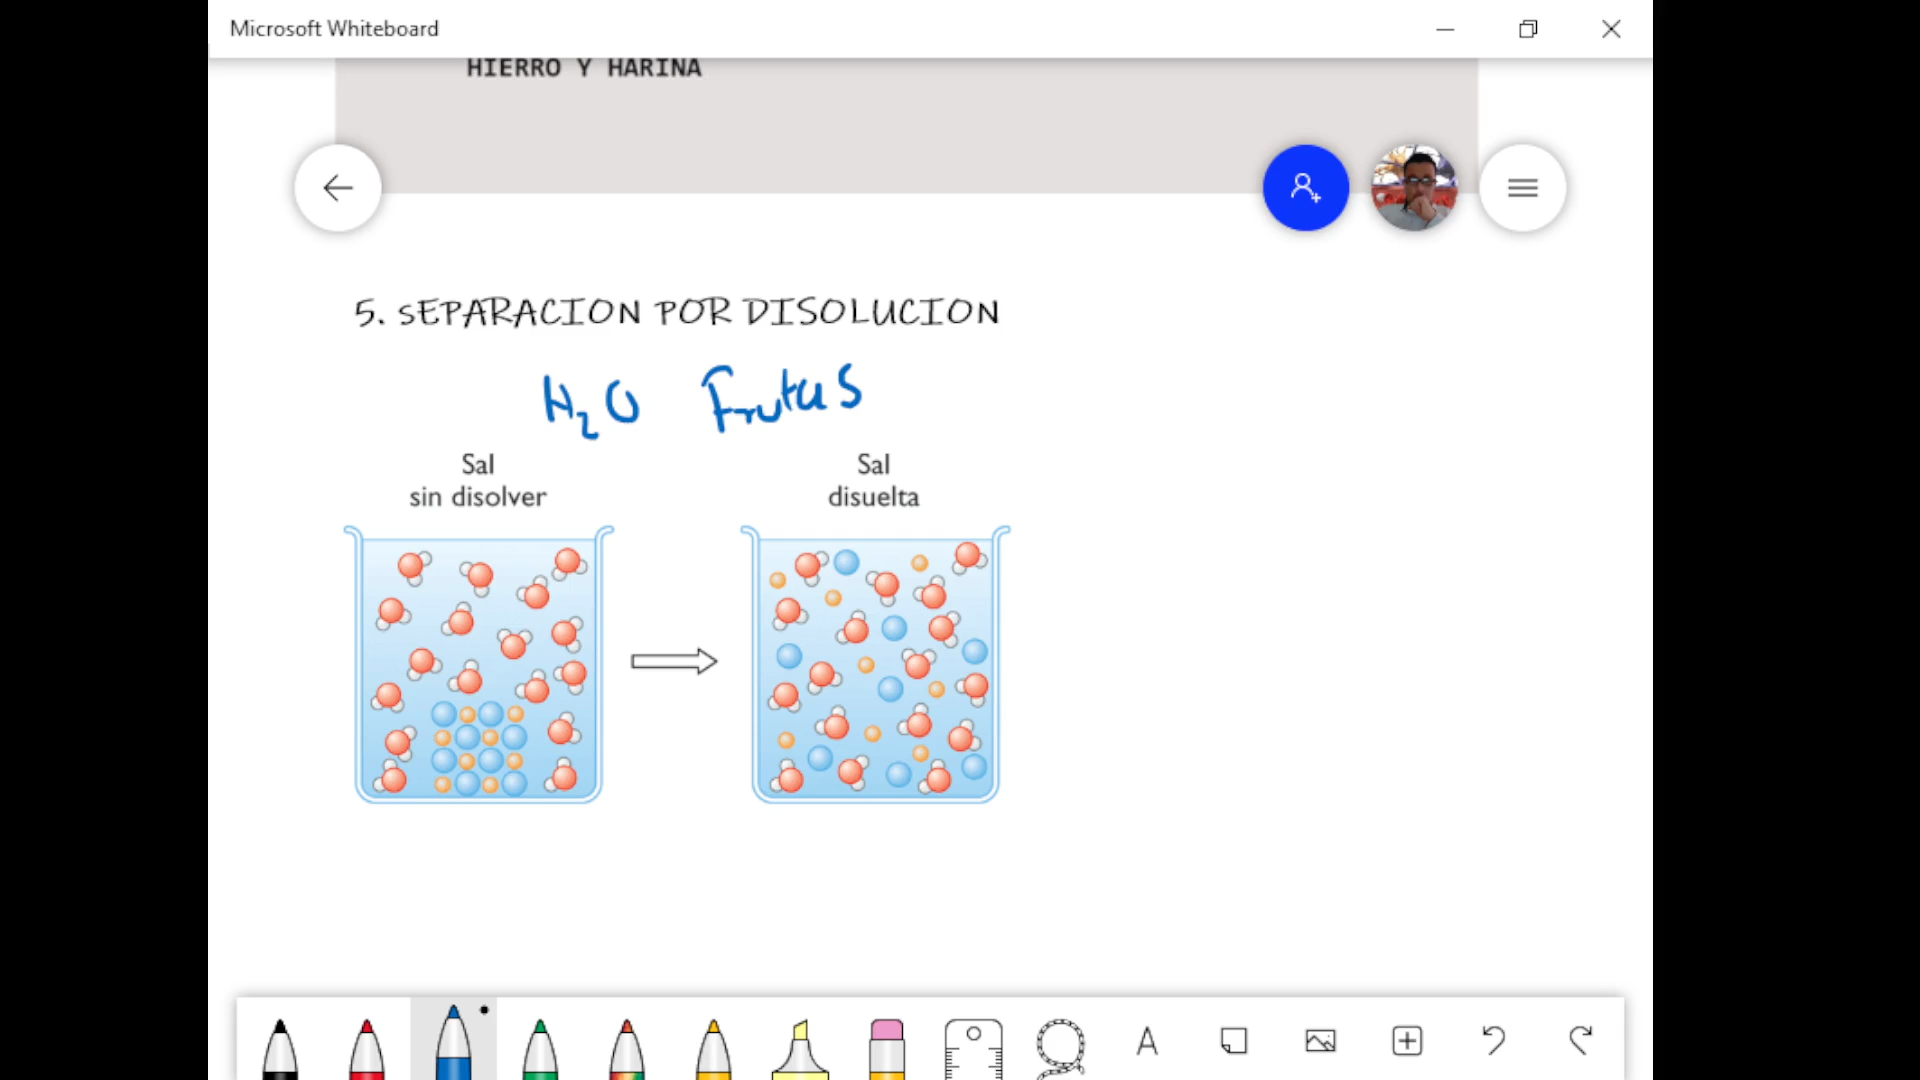 Microsoft Whiteboard
HIERRO Y HARINA
5. SEPARACION POR DISOLUCION
H₂O Frutas
Sal
sin disolver
Sal
disuelta